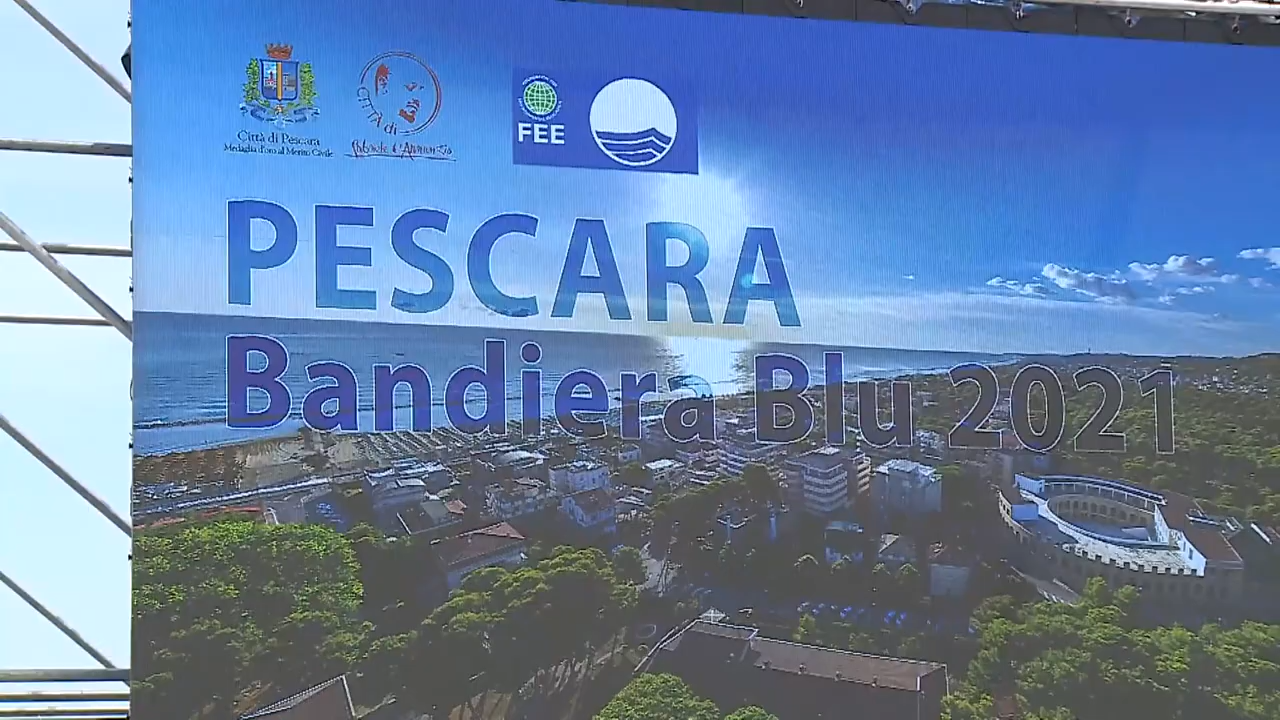 Città di Pescara
Medaglia d'oro al Merito Civile
CITTÀ di
Gabriele d'Annunzio
FEE
PESCARA
Bandiera Blu 2021